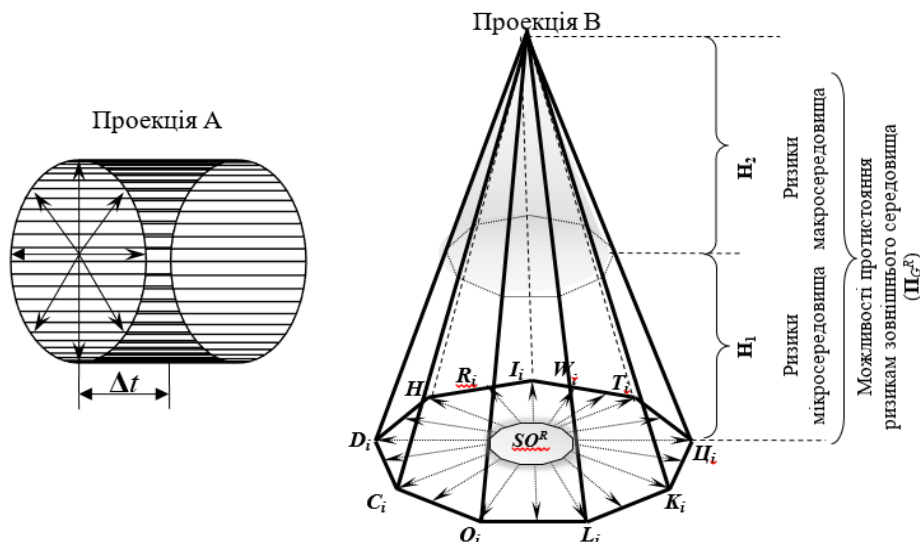 Проекція А
Δt
Проекція В
H₂
Ризики
макросередовища
H₁
Ризики
мікросередовища
Можливості протистояння
ризикам зовнішнього середовища
(П_G^R)
H
R_i
I_i
W_i
T_i
D_i
SO^R
Ц_i
C_i
K_i
O_i
L_i